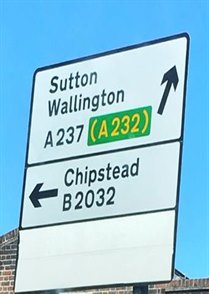 Sutton
Wallington
A237 (A232)
Chipstead
B2032